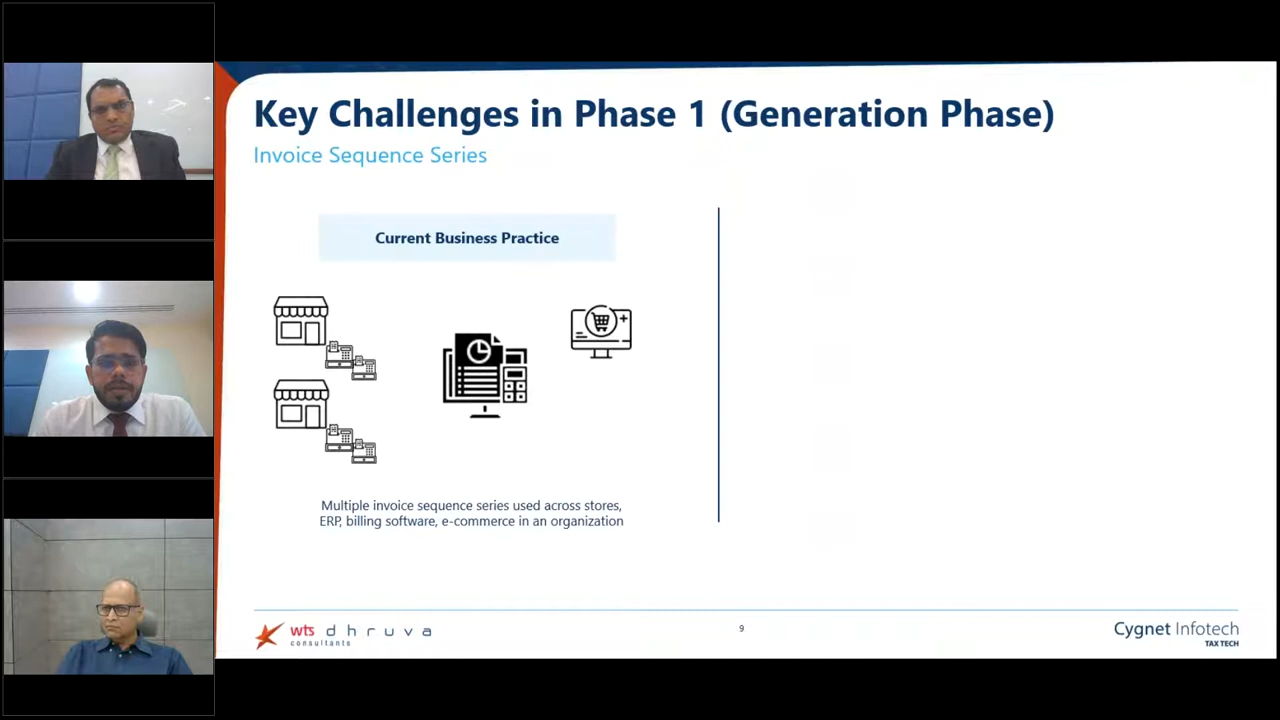 Key Challenges in Phase 1 (Generation Phase)
Invoice Sequence Series
Current Business Practice
Multiple invoice sequence series used across stores,
ERP, billing software, e-commerce in an organization
wts dhruva
consultants
9
Cygnet Infotech
TAX TECH